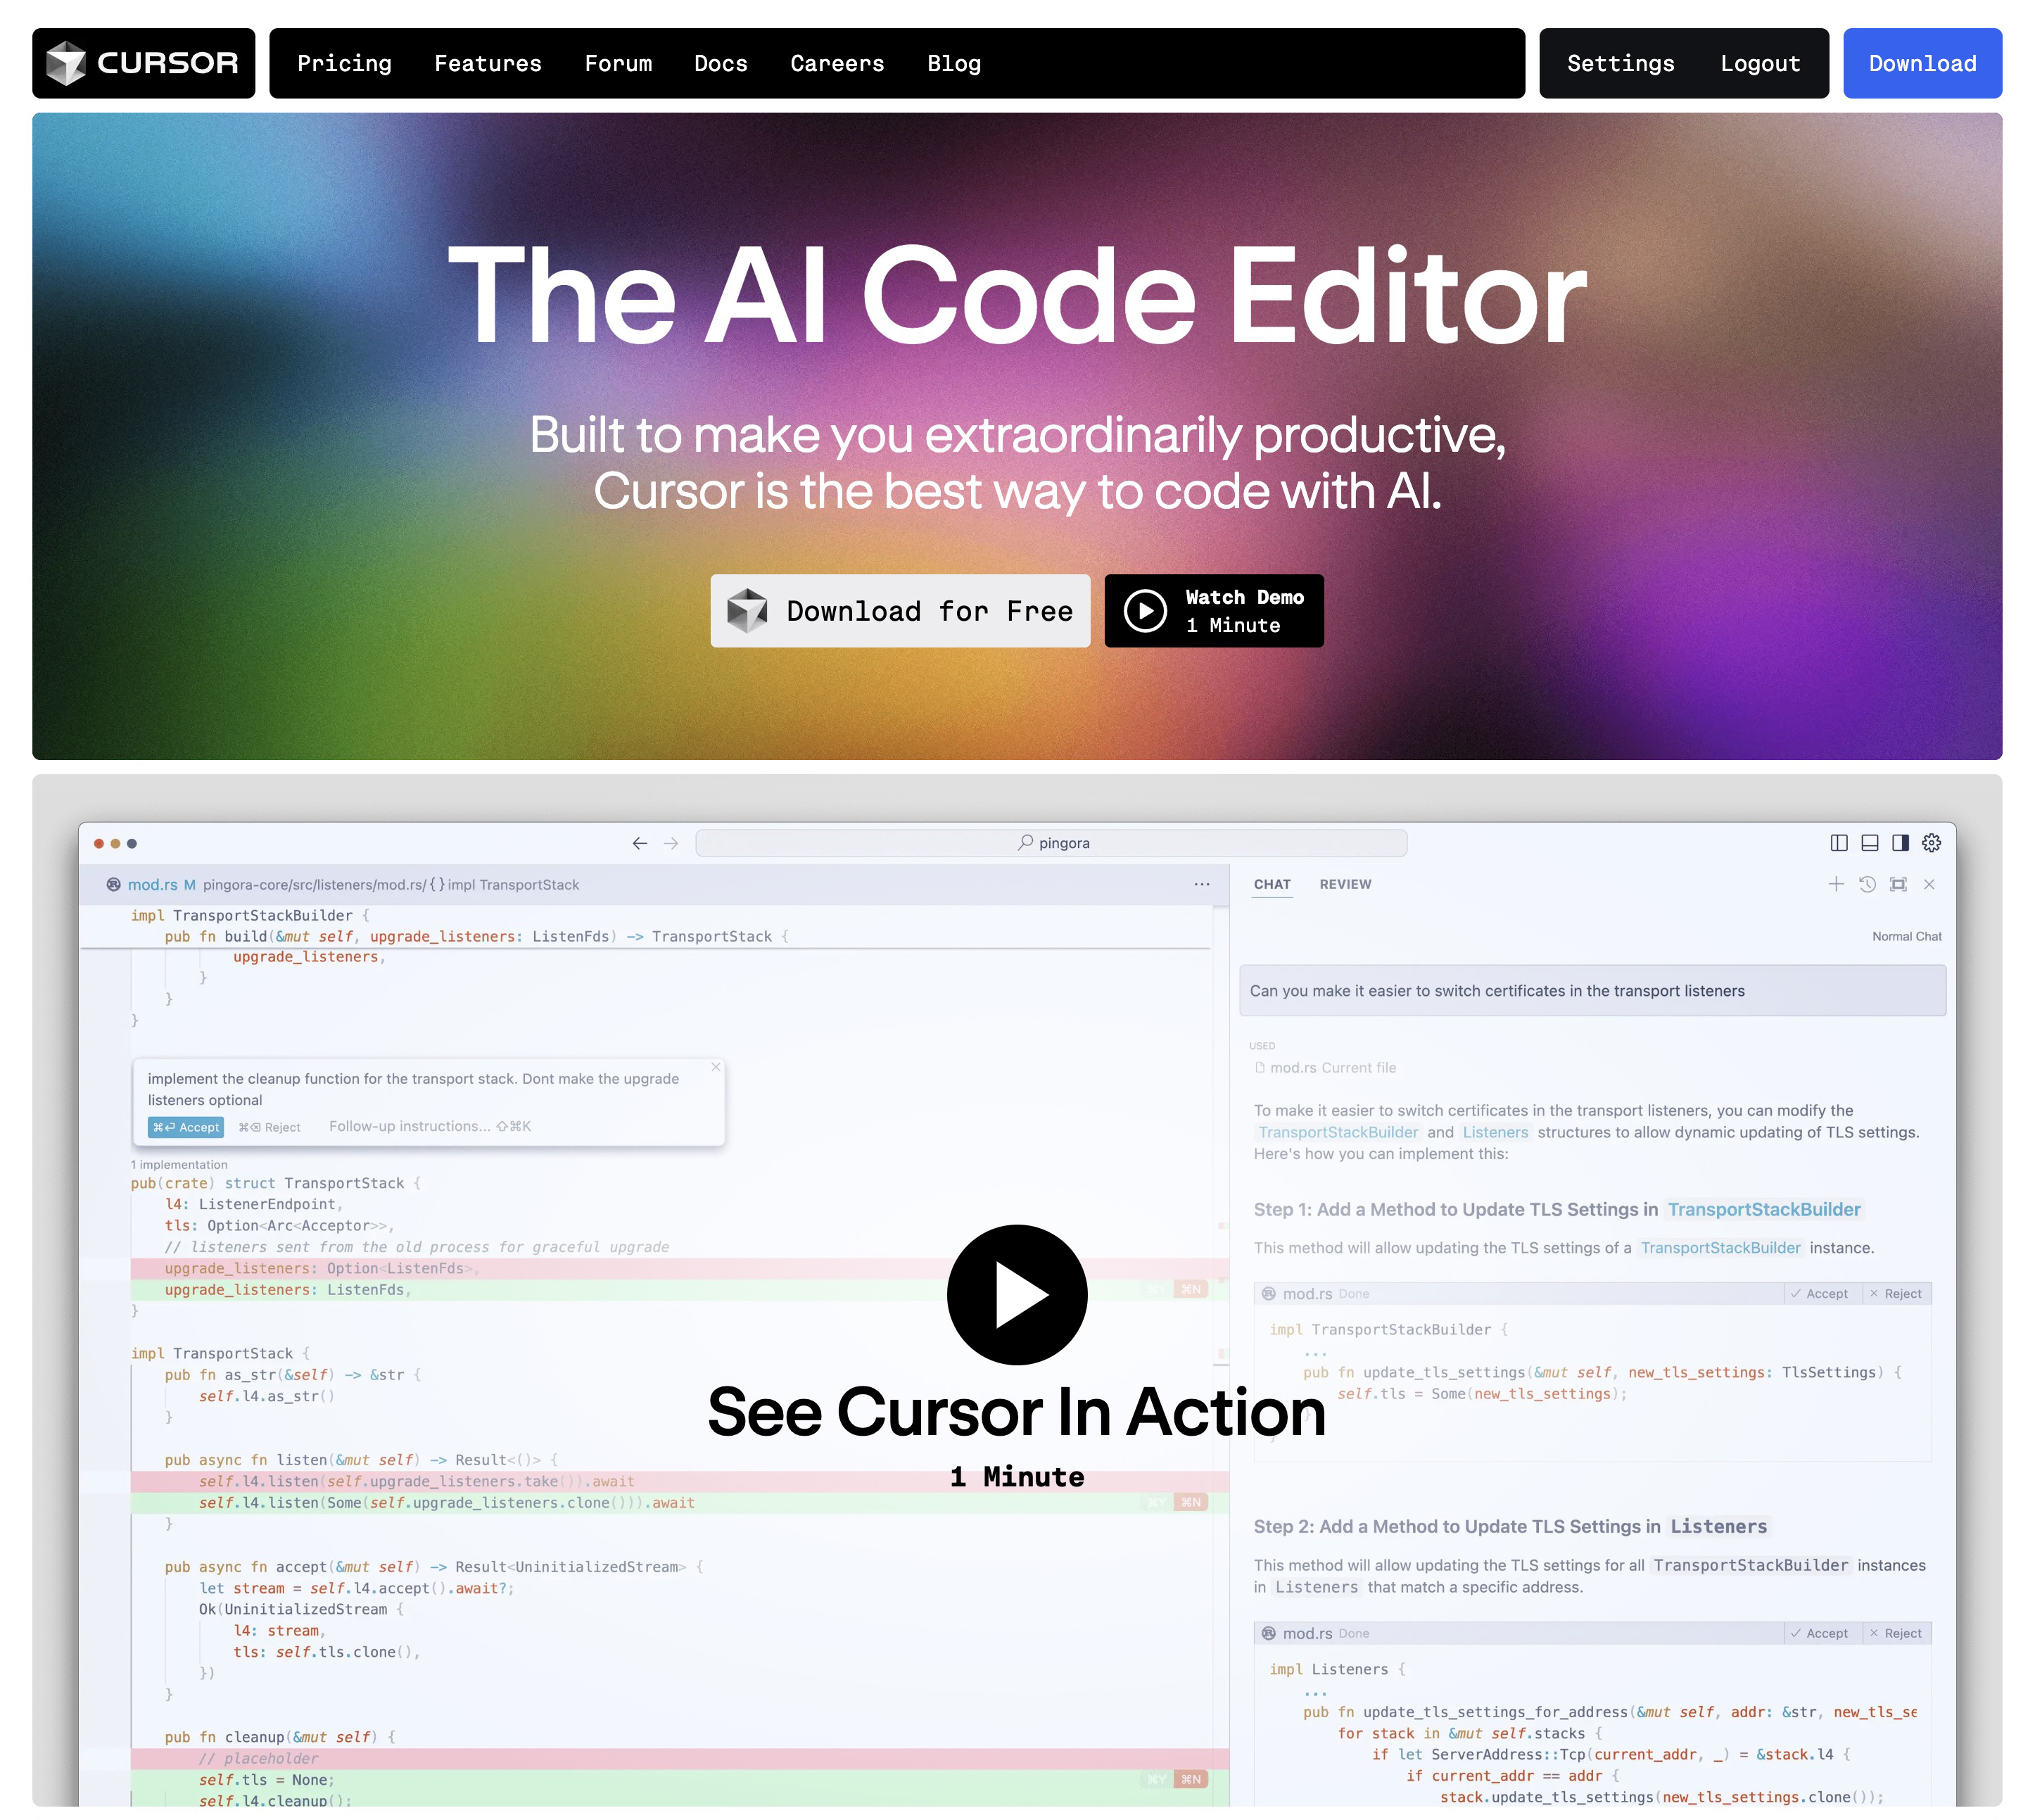 CURSOR
Pricing Features Forum Docs Careers Blog
Settings Logout
Download
The AI Code Editor
Built to make you extraordinarily productive,
Cursor is the best way to code with AI.
Download for Free
Watch Demo
1 Minute
pingora
mod.rs M pingora-core/src/listeners/mod.rs/{} impl TransportStack
...
impl TransportStackBuilder {
pub fn build(&mut self, upgrade_listeners: ListenFds) -> TransportStack {
upgrade_listeners,
}
}
}
implement the cleanup function for the transport stack. Dont make the upgrade
listeners optional
⌘⏎ Accept ⌘⌫ Reject Follow-up instructions... ⇧⌘K
1 implementation
pub(crate) struct TransportStack {
l4: ListenerEndpoint,
tls: Option<Arc<Acceptor>>,
// listeners sent from the old process for graceful upgrade
upgrade_listeners: Option<ListenFds>,
upgrade_listeners: ListenFds, ⌘Y ⌘N
}
impl TransportStack {
pub fn as_str(&self) -> &str {
self.l4.as_str()
}
pub async fn listen(&mut self) -> Result<()> {
self.l4.listen(self.upgrade_listeners.take()).await
self.l4.listen(Some(self.upgrade_listeners.clone())).await ⌘Y ⌘N
}
pub async fn accept(&mut self) -> Result<UninitializedStream> {
let stream = self.l4.accept().await?;
Ok(UninitializedStream {
l4: stream,
tls: self.tls.clone(),
})
}
pub fn cleanup(&mut self) {
// placeholder
self.tls = None; ⌘Y ⌘N
self.l4.cleanup();
See Cursor In Action
1 Minute
CHAT REVIEW
Normal Chat
Can you make it easier to switch certificates in the transport listeners
USED
mod.rs Current file
To make it easier to switch certificates in the transport listeners, you can modify the
TransportStackBuilder and Listeners structures to allow dynamic updating of TLS settings.
Here's how you can implement this:
Step 1: Add a Method to Update TLS Settings in TransportStackBuilder
This method will allow updating the TLS settings of a TransportStackBuilder instance.
mod.rs Done Accept Reject
impl TransportStackBuilder {
...
pub fn update_tls_settings(&mut self, new_tls_settings: TlsSettings) {
self.tls = Some(new_tls_settings);
}
}
Step 2: Add a Method to Update TLS Settings in Listeners
This method will allow updating the TLS settings for all TransportStackBuilder instances
in Listeners that match a specific address.
mod.rs Done Accept Reject
impl Listeners {
...
pub fn update_tls_settings_for_address(&mut self, addr: &str, new_tls_se
for stack in &mut self.stacks {
if let ServerAddress::Tcp(current_addr, _) = &stack.l4 {
if current_addr == addr {
stack.update_tls_settings(new_tls_settings.clone());